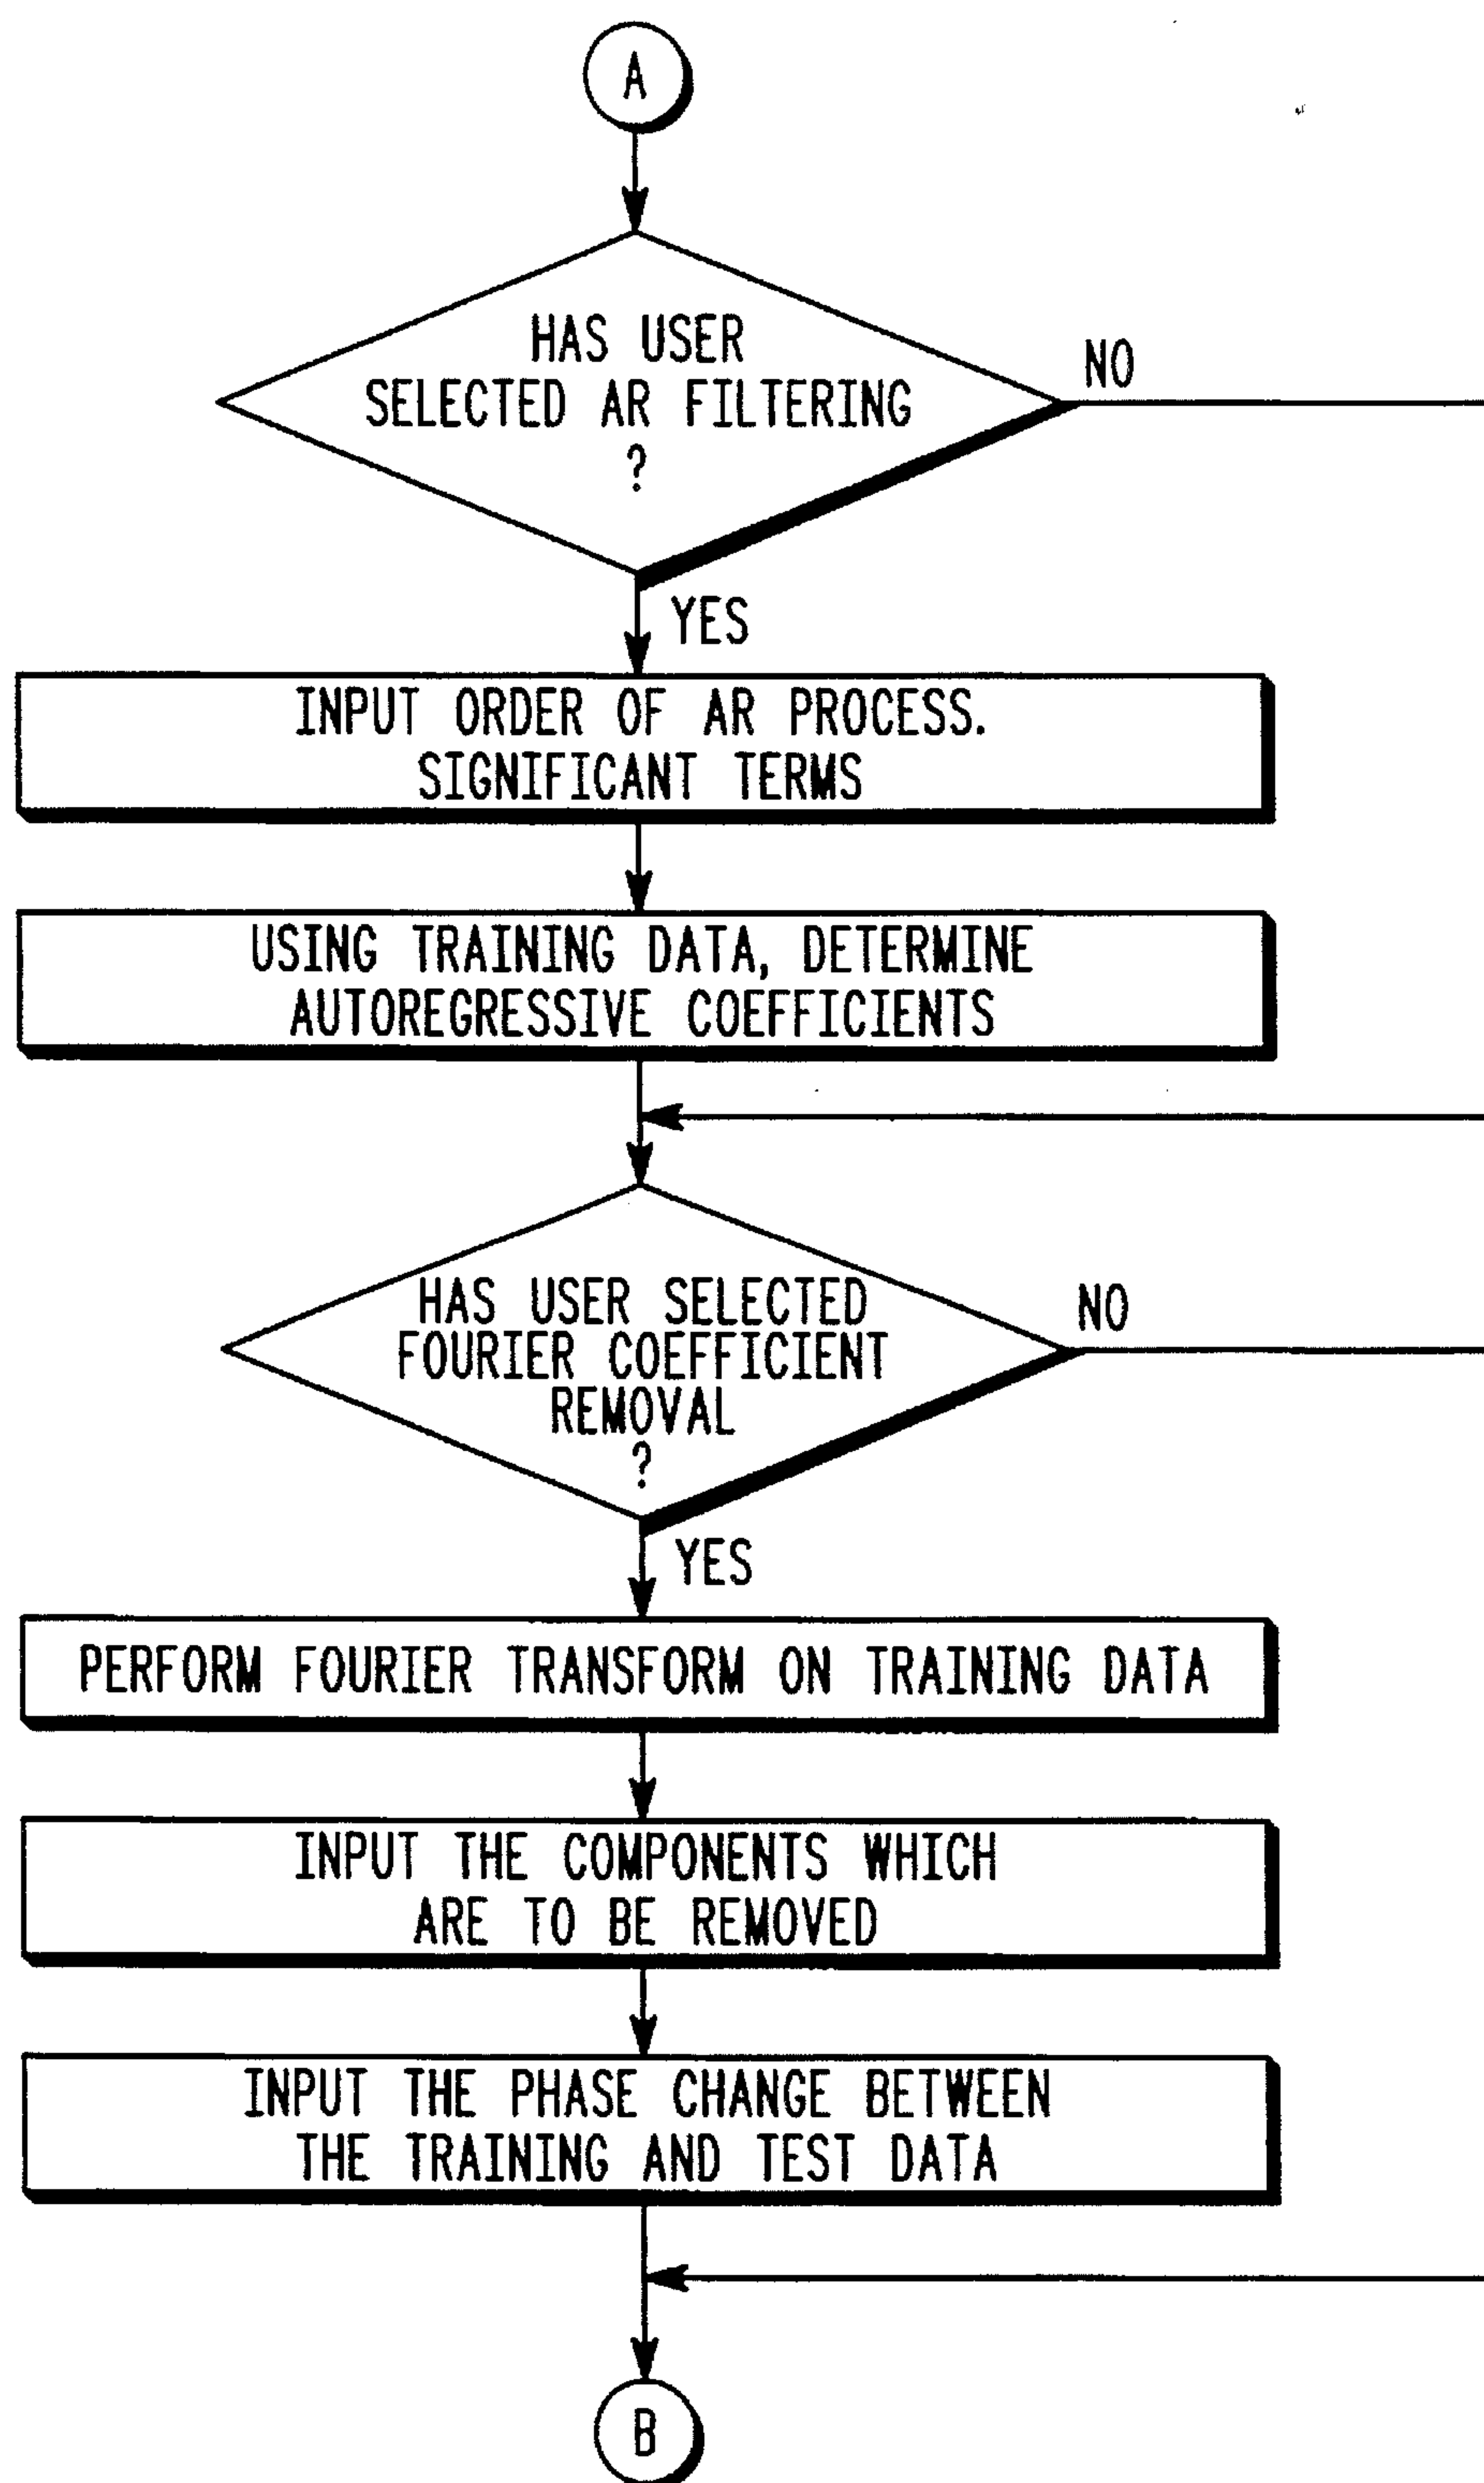 A
HAS USER
SELECTED AR FILTERING
?
NO
YES
INPUT ORDER OF AR PROCESS.
SIGNIFICANT TERMS
USING TRAINING DATA, DETERMINE
AUTOREGRESSIVE COEFFICIENTS
HAS USER SELECTED
FOURIER COEFFICIENT
REMOVAL
?
NO
YES
PERFORM FOURIER TRANSFORM ON TRAINING DATA
INPUT THE COMPONENTS WHICH
ARE TO BE REMOVED
INPUT THE PHASE CHANGE BETWEEN
THE TRAINING AND TEST DATA
B